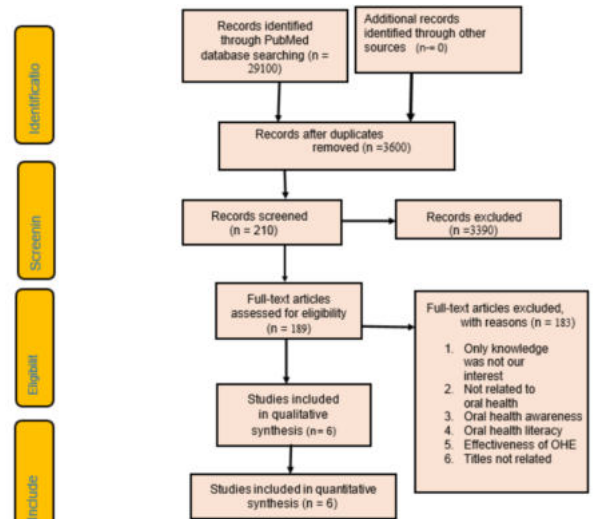 Identificatio
Records identified
through PubMed
database searching (n =
29100)
Additional records
identified through other
sources (n-= 0)
Records after duplicates
removed (n =3600)
Screenin
Records screened
(n = 210)
Records excluded
(n =3390)
Eligibilit
Full-text articles
assessed for eligibility
(n = 189)
Full-text articles excluded,
with reasons (n = 183)
1. Only knowledge
was not our
interest
2. Not related to
oral health
3. Oral health awareness
4. Oral health literacy
5. Effectiveness of OHE
6. Titles not related
Studies included
in qualitative
synthesis (n= 6)
Include
Studies included in quantitative
synthesis (n = 6)